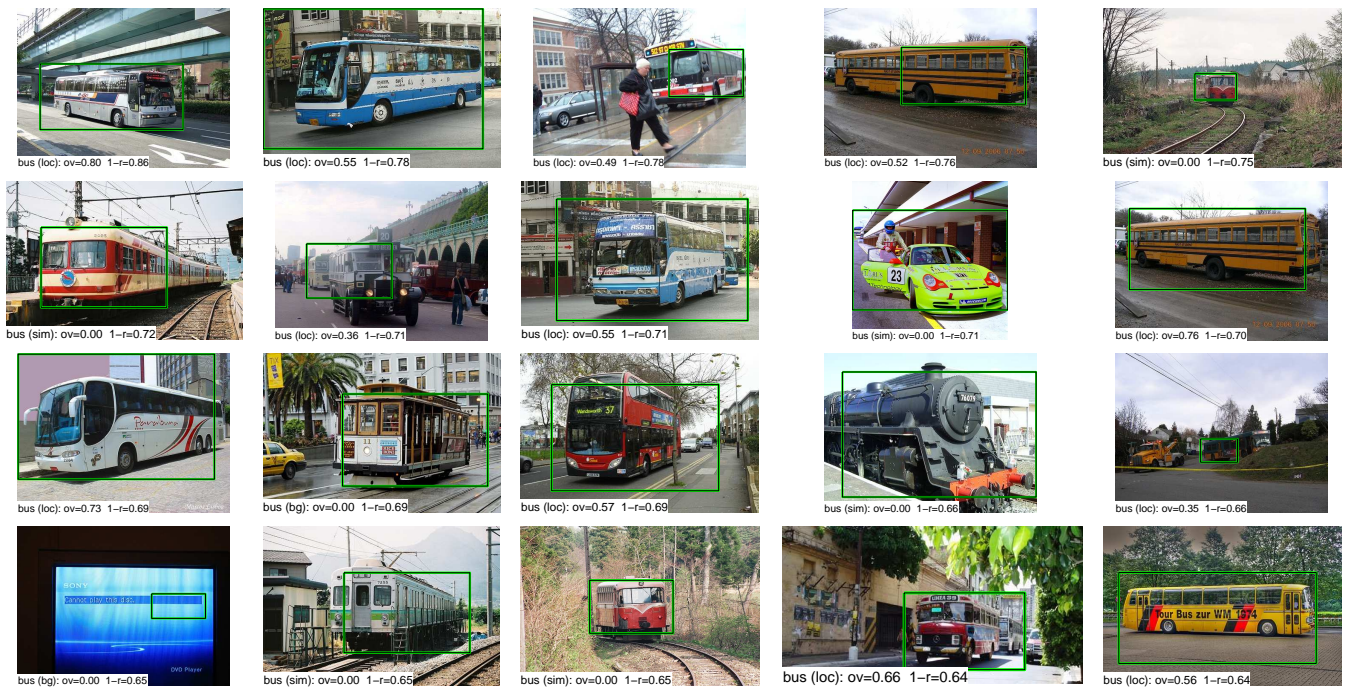 bus (loc): ov=0.80 1−r=0.86
bus (loc): ov=0.55 1−r=0.78
bus (loc): ov=0.49 1−r=0.78
bus (loc): ov=0.52 1−r=0.76
bus (sim): ov=0.00 1−r=0.75
bus (sim): ov=0.00 1−r=0.72
bus (loc): ov=0.36 1−r=0.71
bus (loc): ov=0.55 1−r=0.71
23
bus (sim): ov=0.00 1−r=0.71
bus (loc): ov=0.76 1−r=0.70
bus (loc): ov=0.73 1−r=0.69
11
bus (bg): ov=0.00 1−r=0.69
Wandsworth 37
bus (loc): ov=0.57 1−r=0.69
76079
bus (sim): ov=0.00 1−r=0.66
bus (loc): ov=0.35 1−r=0.66
SONY
Cannot play this disc.
DVD Player
bus (bg): ov=0.00 1−r=0.65
bus (sim): ov=0.00 1−r=0.65
bus (sim): ov=0.00 1−r=0.65
bus (loc): ov=0.66 1−r=0.64
Tour Bus zur WM 1974
bus (loc): ov=0.56 1−r=0.64